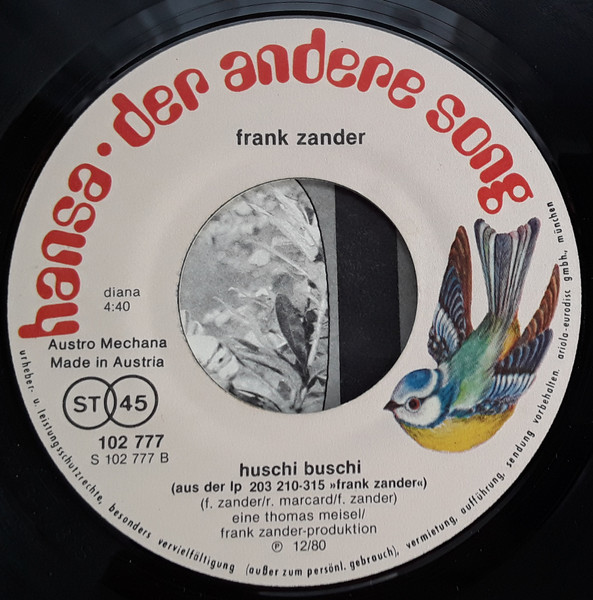 hansa · der andere song
frank zander
diana
4:40
Austro Mechana
Made in Austria
ST 45
102 777
S 102 777 B
huschi buschi
(aus der lp 203 210-315 »frank zander«)
(f. zander/r. marcard/f. zander)
eine thomas meisel/
frank zander-produktion
℗ 12/80
urheber- u. leistungsschutzrechte, besonders vervielfältigung (außer zum persönl. gebrauch), vermietung, aufführung, sendung vorbehalten. ariola-eurodisc gmbh., münchen